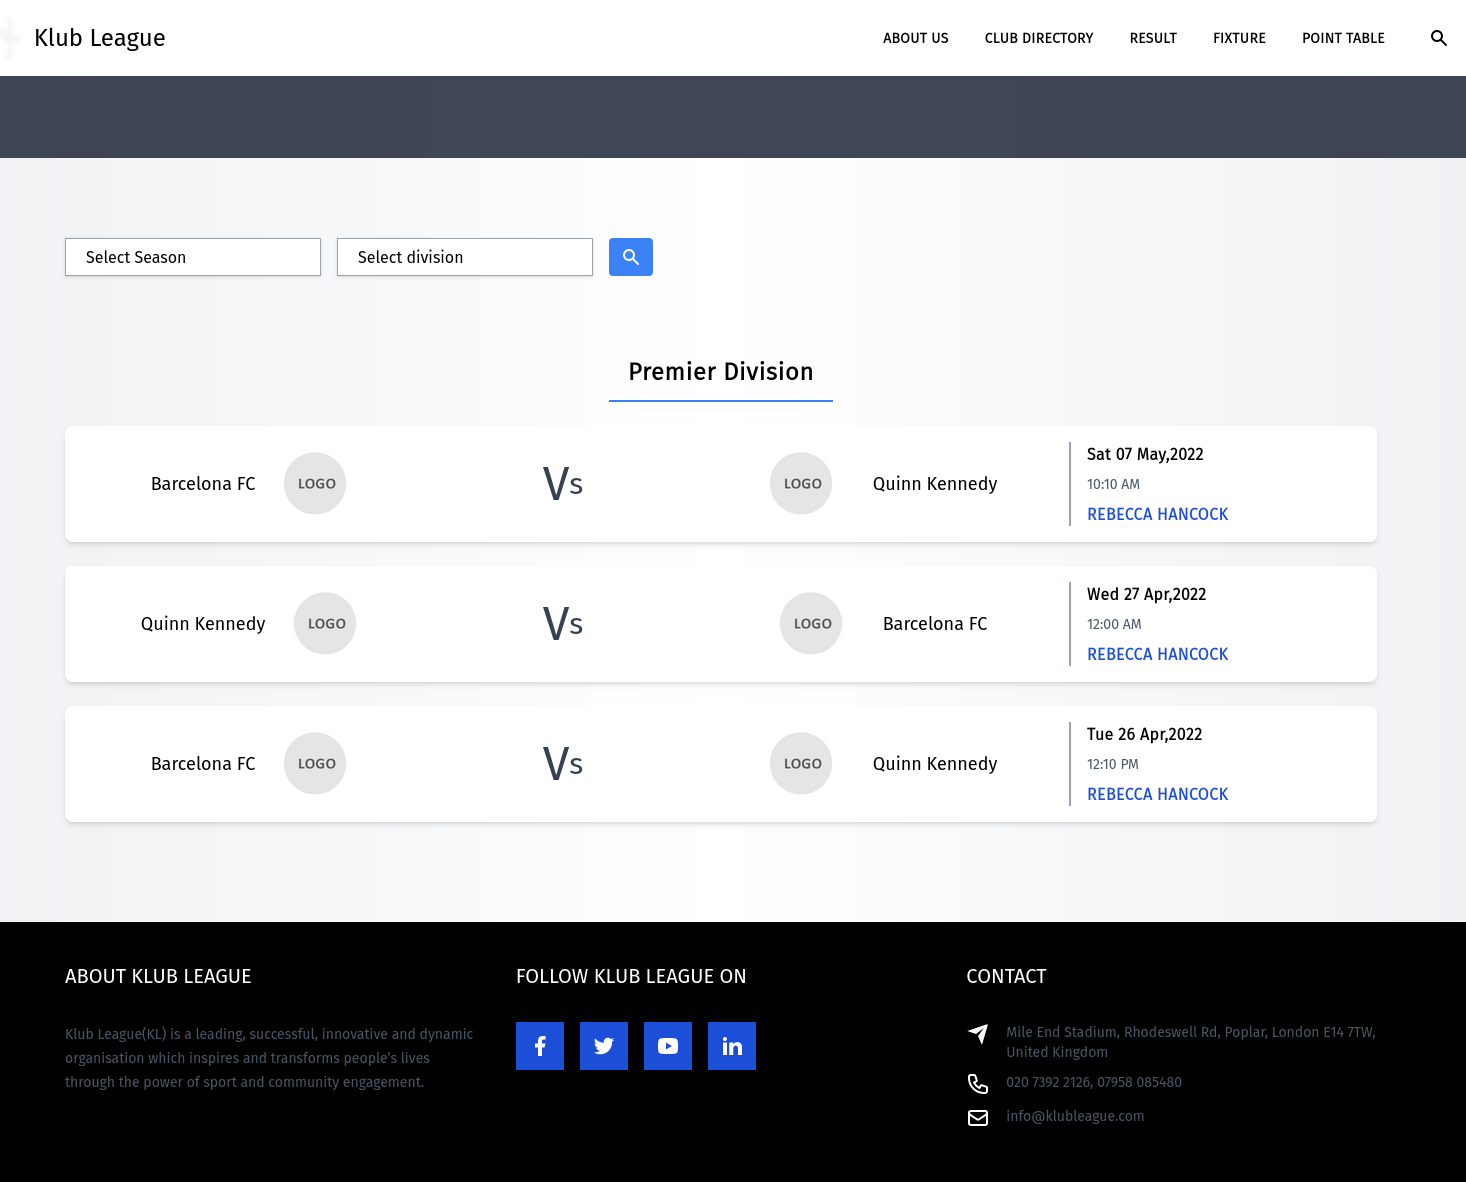 Klub League
ABOUT US
CLUB DIRECTORY
RESULT
FIXTURE
POINT TABLE
Select Season
Select division
Premier Division
Barcelona FC
LOGO
Vs
LOGO
Quinn Kennedy
Sat 07 May,2022
10:10 AM
REBECCA HANCOCK
Quinn Kennedy
LOGO
Vs
LOGO
Barcelona FC
Wed 27 Apr,2022
12:00 AM
REBECCA HANCOCK
Barcelona FC
LOGO
Vs
LOGO
Quinn Kennedy
Tue 26 Apr,2022
12:10 PM
REBECCA HANCOCK
ABOUT KLUB LEAGUE
Klub League(KL) is a leading, successful, innovative and dynamic
organisation which inspires and transforms people’s lives
through the power of sport and community engagement.
FOLLOW KLUB LEAGUE ON
CONTACT
Mile End Stadium, Rhodeswell Rd, Poplar, London E14 7TW,
United Kingdom
020 7392 2126, 07958 085480
info@klubleague.com